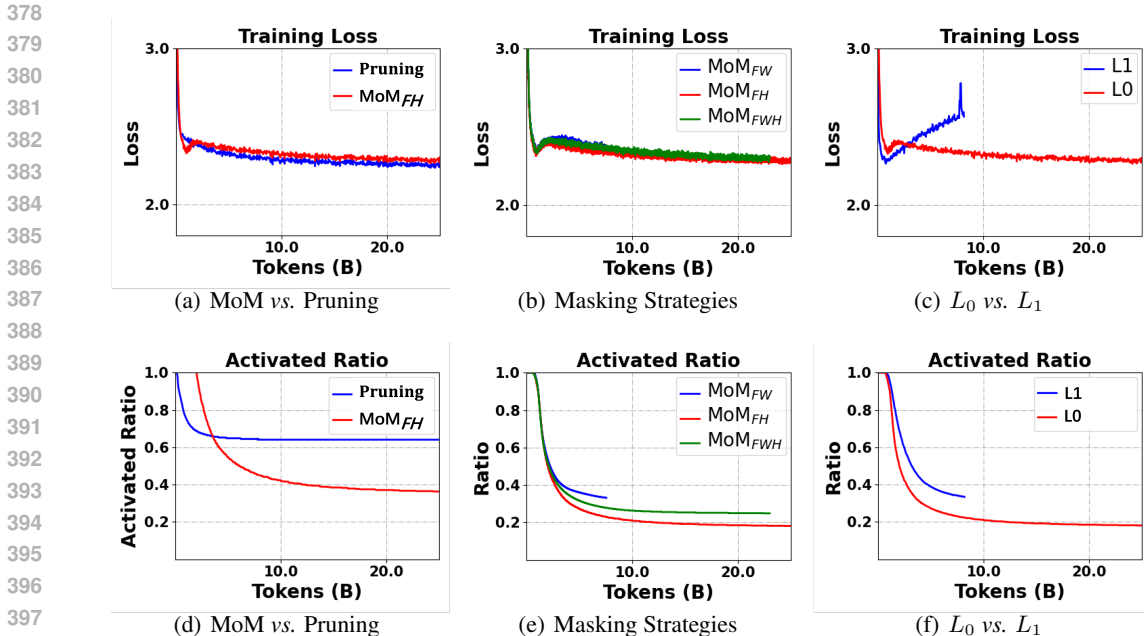 378
379
380
381
382
383
384
385
386
387
388
389
390
391
392
393
394
395
396
397
Training Loss
3.0
2.0
Loss
Pruning
MoM_FH
10.0
20.0
Tokens (B)
(a) MoM vs. Pruning
Training Loss
3.0
2.0
Loss
MoM_FW
MoM_FH
MoM_FWH
10.0
20.0
Tokens (B)
(b) Masking Strategies
Training Loss
3.0
2.0
Loss
L1
L0
10.0
20.0
Tokens (B)
(c) L_0 vs. L_1
Activated Ratio
1.0
0.8
0.6
0.4
0.2
Activated Ratio
Pruning
MoM_FH
10.0
20.0
Tokens (B)
(d) MoM vs. Pruning
Activated Ratio
1.0
0.8
0.6
0.4
0.2
Ratio
MoM_FW
MoM_FH
MoM_FWH
10.0
20.0
Tokens (B)
(e) Masking Strategies
Activated Ratio
1.0
0.8
0.6
0.4
0.2
Ratio
L1
L0
10.0
20.0
Tokens (B)
(f) L_0 vs. L_1